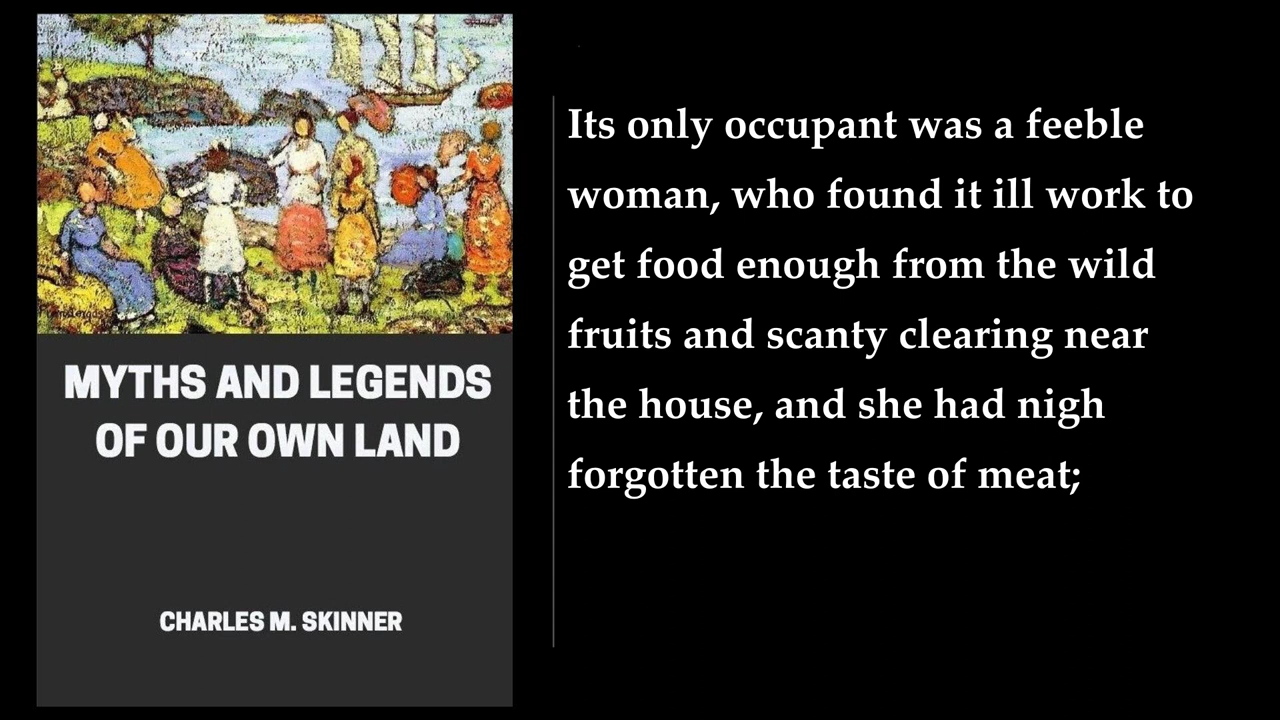 MYTHS AND LEGENDS
OF OUR OWN LAND
CHARLES M. SKINNER
Its only occupant was a feeble
woman, who found it ill work to
get food enough from the wild
fruits and scanty clearing near
the house, and she had nigh
forgotten the taste of meat;